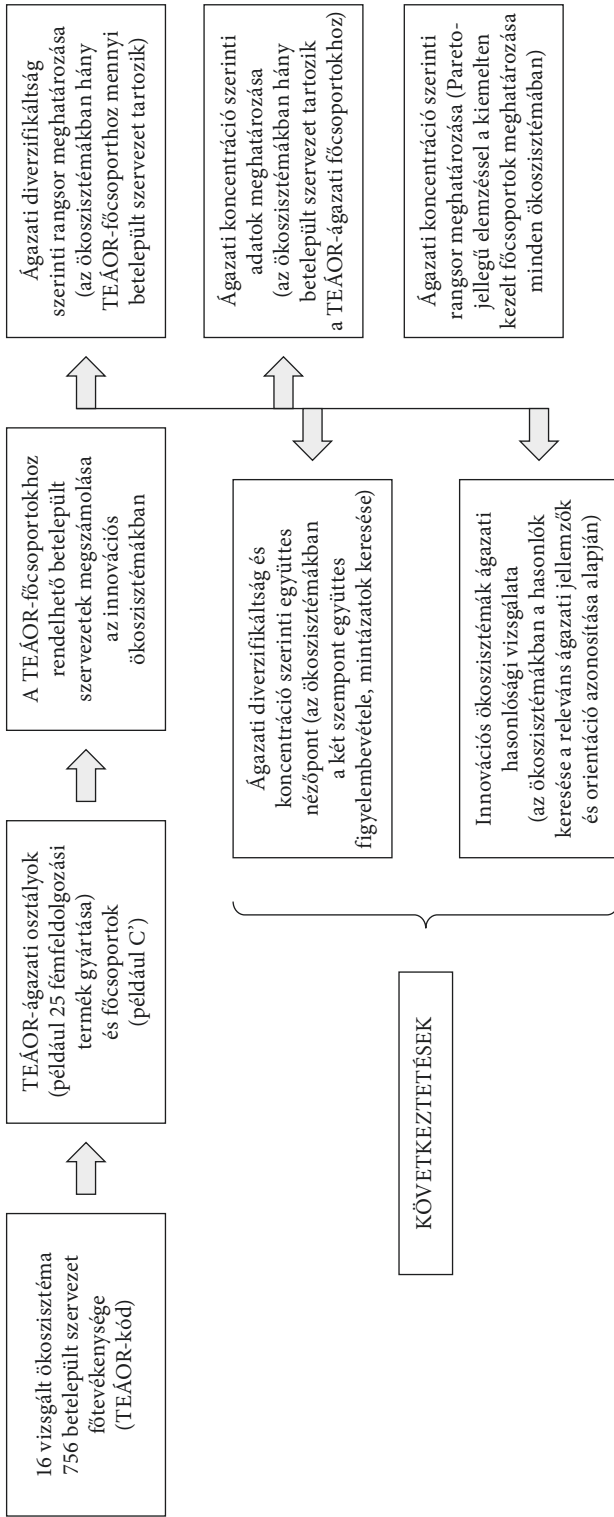 16 vizsgált ökoszisztéma
756 betelepült szervezet
főtevékenysége
(TEÁOR-kód)
TEÁOR-ágazati osztályok
(például 25 fémfeldolgozási
termék gyártása)
és főcsoportok
(például C’)
A TEÁOR-főcsoportokhoz
rendelhető betelepült
szervezetek megszámolása
az innovációs
ökoszisztémákban
Ágazati diverzifikáltság
szerinti rangsor meghatározása
(az ökoszisztémákban hány
TEÁOR-főcsoporthoz mennyi
betelepült szervezet tartozik)
Ágazati koncentráció szerinti
adatok meghatározása
(az ökoszisztémákban hány
betelepült szervezet tartozik
a TEÁOR-ágazati főcsoportokhoz)
Ágazati koncentráció szerinti
rangsor meghatározása (Pareto-
jellegű elemzéssel a kiemelten
kezelt főcsoportok meghatározása
minden ökoszisztémában)
Ágazati diverzifikáltság és
koncentráció szerinti együttes
nézőpont (az ökoszisztémákban
a két szempont együttes
figyelembevétele, mintázatok keresése)
Innovációs ökoszisztémák ágazati
hasonlósági vizsgálata
(az ökoszisztémákban a hasonlók
keresése a releváns ágazati jellemzők
és orientáció azonosítása alapján)
KÖVETKEZTETÉSEK